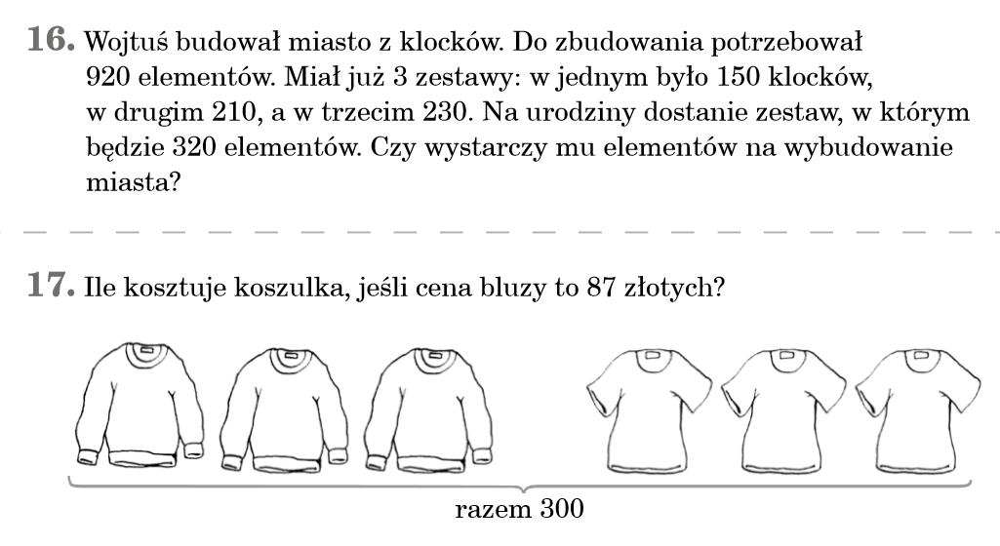 16. Wojtuś budował miasto z klocków. Do zbudowania potrzebował
920 elementów. Miał już 3 zestawy: w jednym było 150 klocków,
w drugim 210, a w trzecim 230. Na urodziny dostanie zestaw, w którym
będzie 320 elementów. Czy wystarczy mu elementów na wybudowanie
miasta?
17. Ile kosztuje koszulka, jeśli cena bluzy to 87 złotych?
razem 300